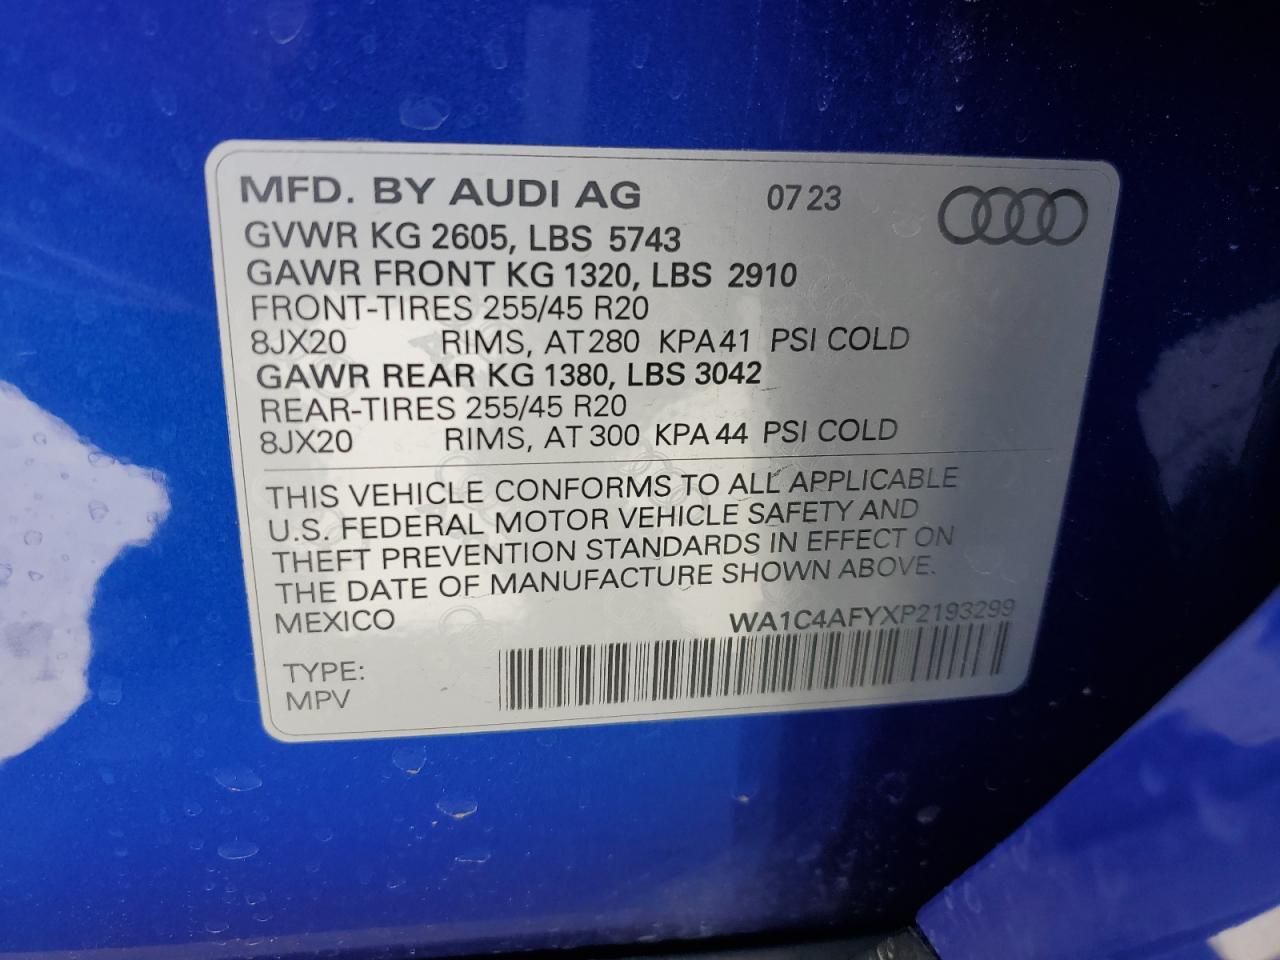 MFD. BY AUDI AG 07 23
GVWR KG 2605, LBS 5743
GAWR FRONT KG 1320, LBS 2910
FRONT-TIRES 255/45 R20
8JX20 RIMS, AT 280 KPA 41 PSI COLD
GAWR REAR KG 1380, LBS 3042
REAR-TIRES 255/45 R20
8JX20 RIMS, AT 300 KPA 44 PSI COLD
THIS VEHICLE CONFORMS TO ALL APPLICABLE
U.S. FEDERAL MOTOR VEHICLE SAFETY AND
THEFT PREVENTION STANDARDS IN EFFECT ON
THE DATE OF MANUFACTURE SHOWN ABOVE.
MEXICO WA1C4AFYXP2193299
TYPE:
MPV